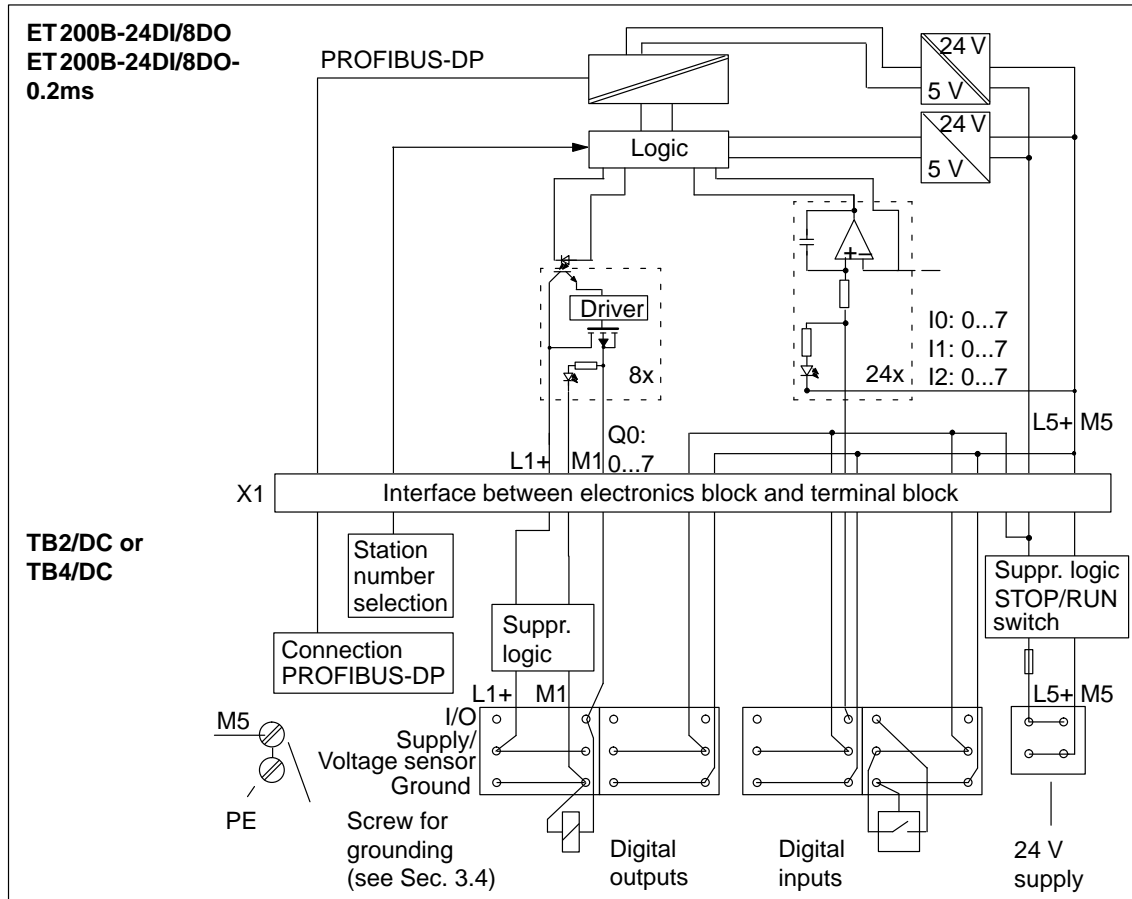 ET 200B-24DI/8DO
ET 200B-24DI/8DO-
0.2ms
PROFIBUS-DP
24 V
5 V
Logic
24 V
5 V
+ –
Driver
8x
24x
I0: 0...7
I1: 0...7
I2: 0...7
L5+ M5
Q0:
L1+ M1 0...7
X1
Interface between electronics block and terminal block
TB2/DC or
TB4/DC
Station
number
selection
Suppr.
logic
Suppr. logic
STOP/RUN
switch
Connection
PROFIBUS-DP
L1+ M1
L5+ M5
M5
I/O
Supply/
Voltage sensor
Ground
PE
Screw for
grounding
(see Sec. 3.4)
Digital
outputs
Digital
inputs
24 V
supply